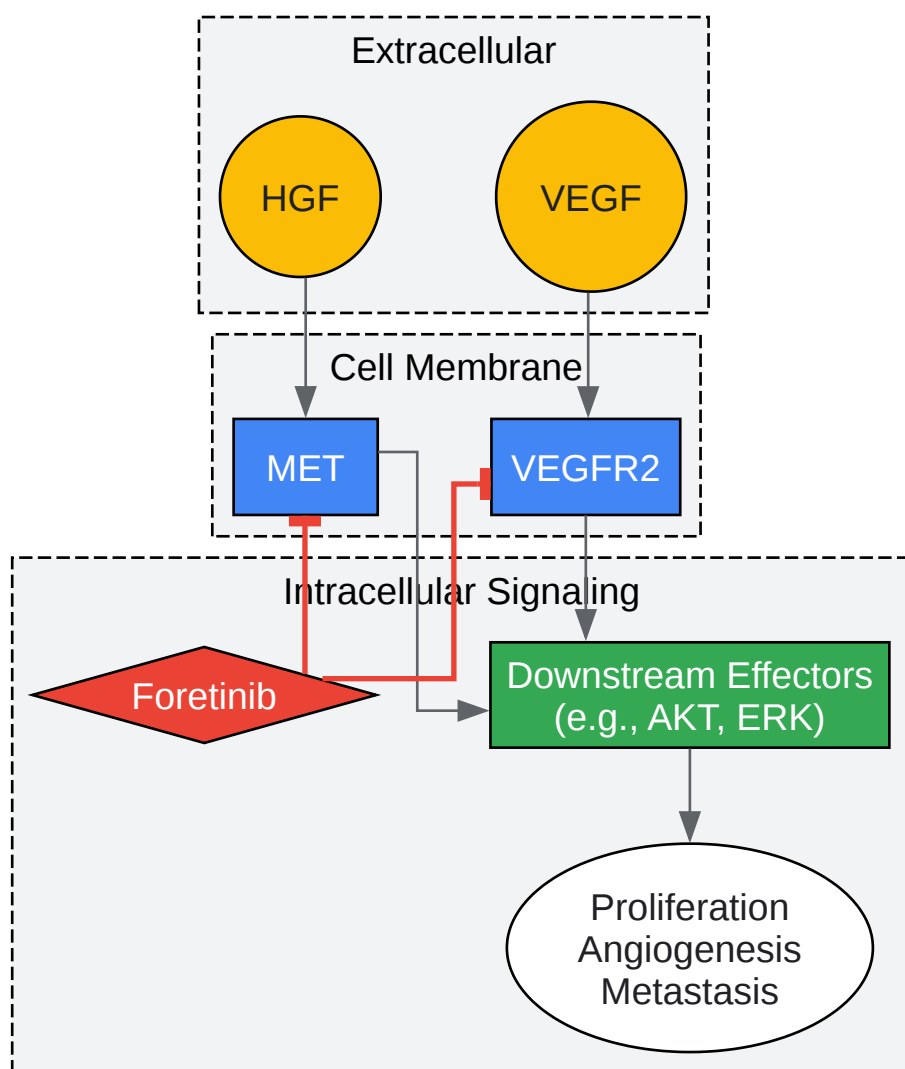 Extracellular
HGF
VEGF
Cell Membrane
MET
VEGFR2
Intracellular Signaling
Foretinib
Downstream Effectors
(e.g., AKT, ERK)
Proliferation
Angiogenesis
Metastasis